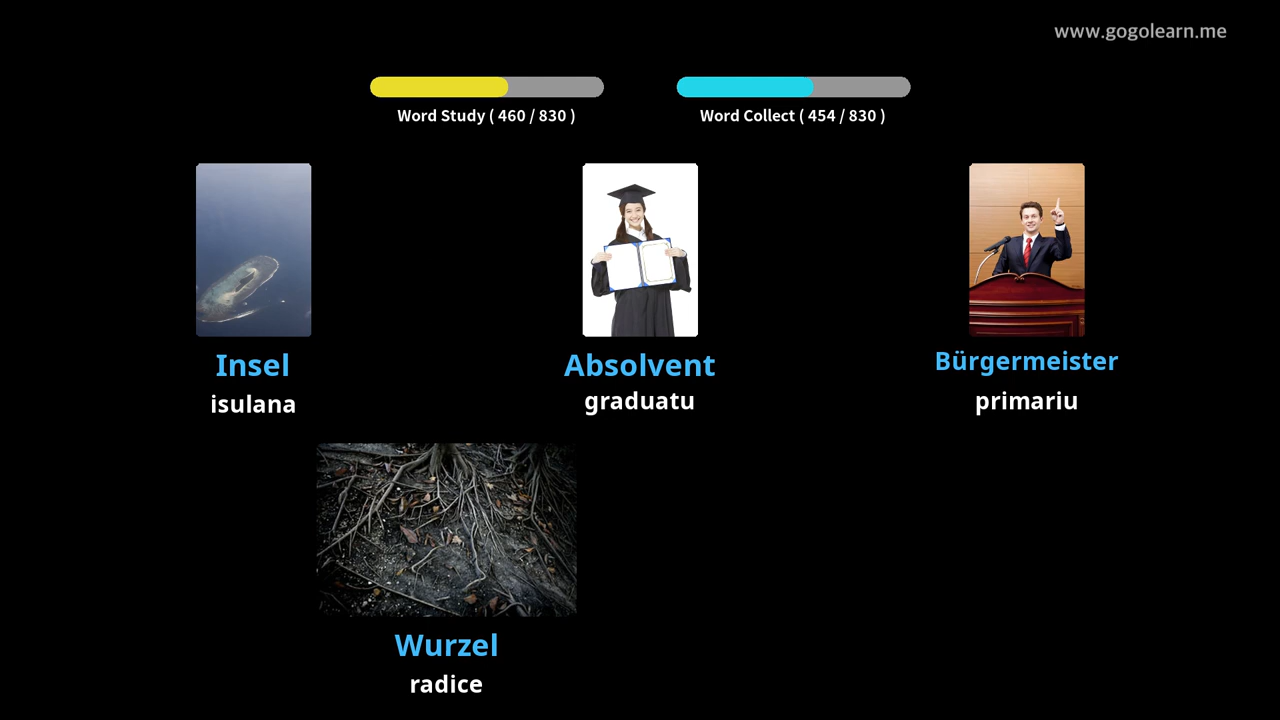 www.gogolearn.me
Word Study ( 460 / 830 )
Word Collect ( 454 / 830 )
Insel
isulana
Absolvent
graduatu
Bürgermeister
primariu
Wurzel
radice